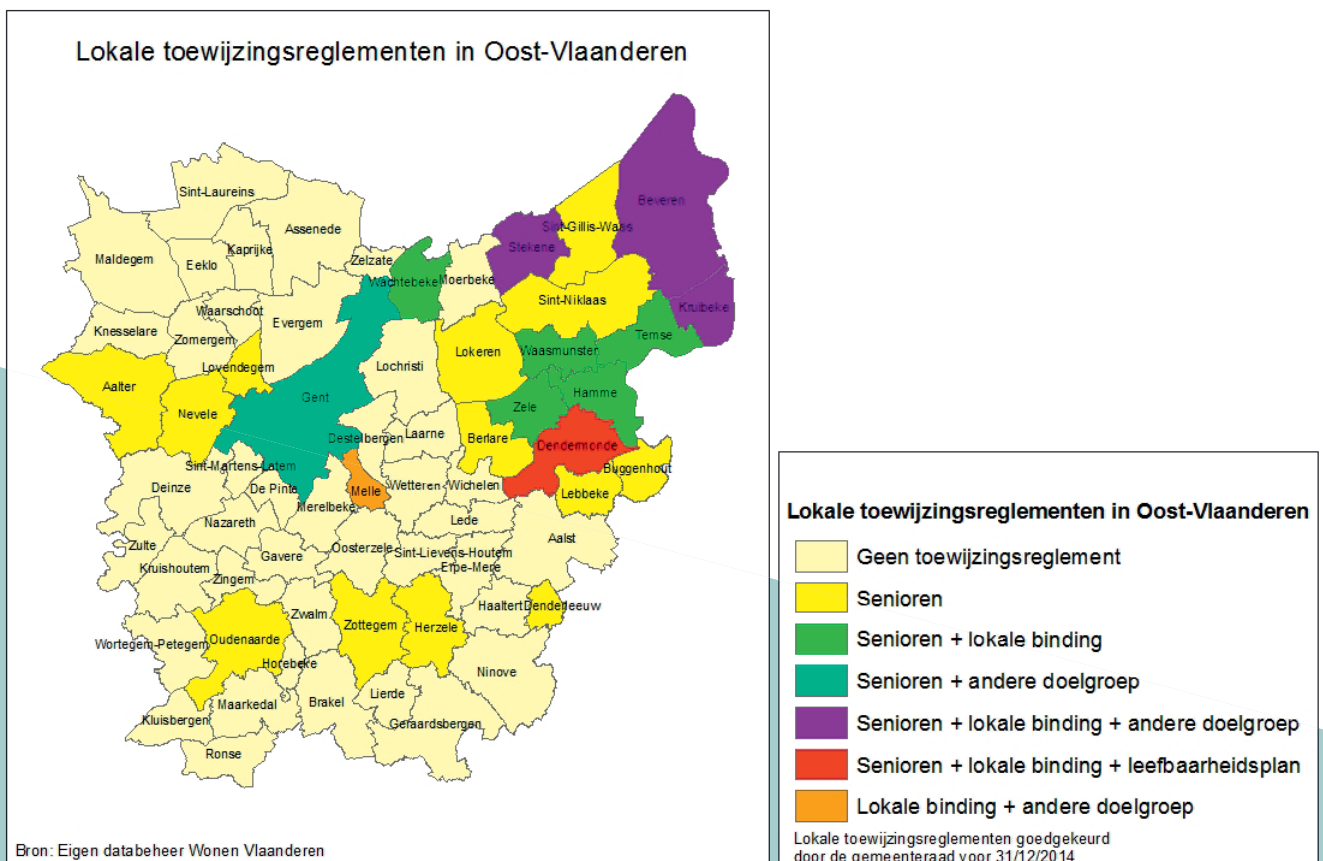 Lokale toewijzingsreglementen in Oost-Vlaanderen
Sint-Laureins
Assenede
Beveren
Maldegem
Eeklo
Kaprijke
Zelzate
Wachtebeke
Moerbeke
Stekene
Sint-Gillis-Waas
Knesselare
Waarschoot
Zomergem
Evergem
Sint-Niklaas
Kruibeke
Temse
Aalter
Lovendegem
Nevele
Gent
Lochristi
Lokeren
Waasmunster
Zele
Hamme
Destelbergen
Laarne
Berlare
Dendermonde
Buggenhout
Lebbeke
Sint-Martens-Latem
Deinze
De Pinte
Melle
Wetteren
Wichelen
Merelbeke
Nazareth
Lede
Aalst
Zulte
Kruishoutem
Gavere
Oosterzele
Sint-Lievens-Houtem
Erpe-Mere
Zingem
Zwalm
Zottegem
Herzele
Haaltert
Denderleeuw
Wortegem-Petegem
Oudenaarde
Horebeke
Ninove
Kluisbergen
Maarkedal
Brakel
Lierde
Geraardsbergen
Ronse
Bron: Eigen databeheer Wonen Vlaanderen
Lokale toewijzingsreglementen in Oost-Vlaanderen
Geen toewijzingsreglement
Senioren
Senioren + lokale binding
Senioren + andere doelgroep
Senioren + lokale binding + andere doelgroep
Senioren + lokale binding + leefbaarheidsplan
Lokale binding + andere doelgroep
Lokale toewijzingsreglementen goedgekeurd
door de gemeenteraad voor 31/12/2014